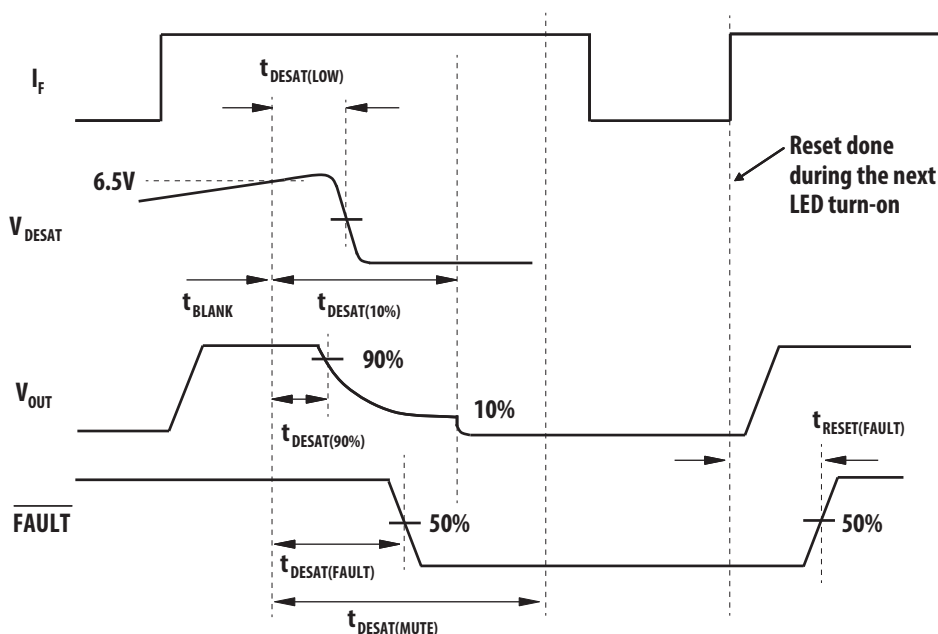 I_F
t_DESAT(LOW)
Reset done
during the next
LED turn-on
6.5V
V_DESAT
t_BLANK
t_DESAT(10%)
90%
V_OUT
10%
t_DESAT(90%)
t_RESET(FAULT)
FAULT
50%
50%
t_DESAT(FAULT)
t_DESAT(MUTE)